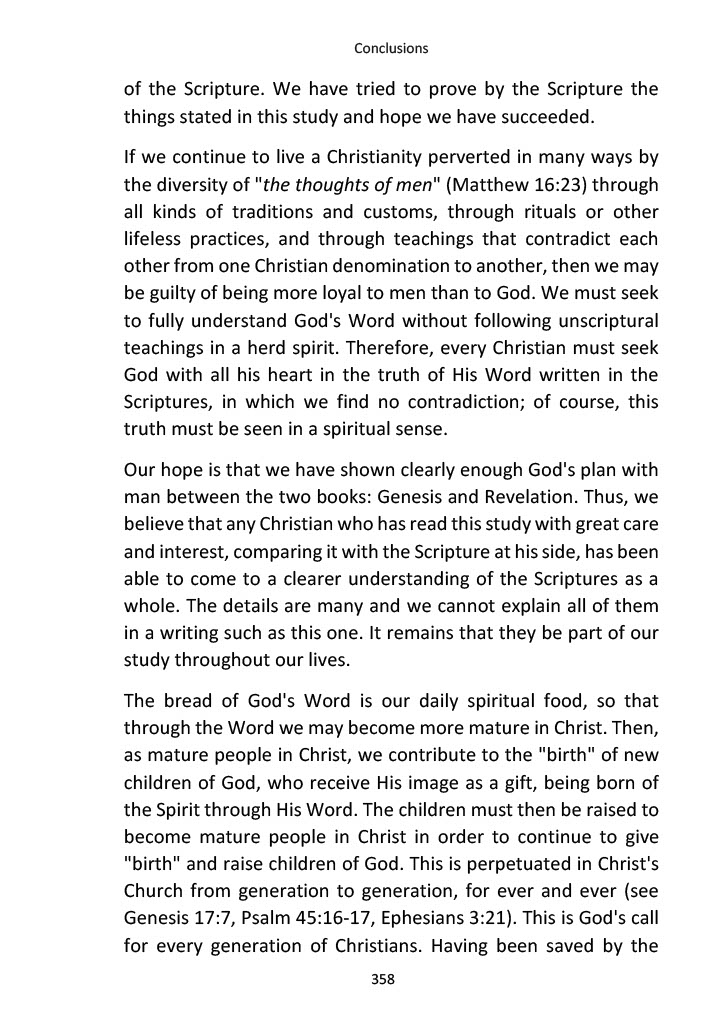 Conclusions
of the Scripture. We have tried to prove by the Scripture the
things stated in this study and hope we have succeeded.
If we continue to live a Christianity perverted in many ways by
the diversity of "the thoughts of men" (Matthew 16:23) through
all kinds of traditions and customs, through rituals or other
lifeless practices, and through teachings that contradict each
other from one Christian denomination to another, then we may
be guilty of being more loyal to men than to God. We must seek
to fully understand God's Word without following unscriptural
teachings in a herd spirit. Therefore, every Christian must seek
God with all his heart in the truth of His Word written in the
Scriptures, in which we find no contradiction; of course, this
truth must be seen in a spiritual sense.
Our hope is that we have shown clearly enough God's plan with
man between the two books: Genesis and Revelation. Thus, we
believe that any Christian who has read this study with great care
and interest, comparing it with the Scripture at his side, has been
able to come to a clearer understanding of the Scriptures as a
whole. The details are many and we cannot explain all of them
in a writing such as this one. It remains that they be part of our
study throughout our lives.
The bread of God's Word is our daily spiritual food, so that
through the Word we may become more mature in Christ. Then,
as mature people in Christ, we contribute to the "birth" of new
children of God, who receive His image as a gift, being born of
the Spirit through His Word. The children must then be raised to
become mature people in Christ in order to continue to give
"birth" and raise children of God. This is perpetuated in Christ's
Church from generation to generation, for ever and ever (see
Genesis 17:7, Psalm 45:16-17, Ephesians 3:21). This is God's call
for every generation of Christians. Having been saved by the
358